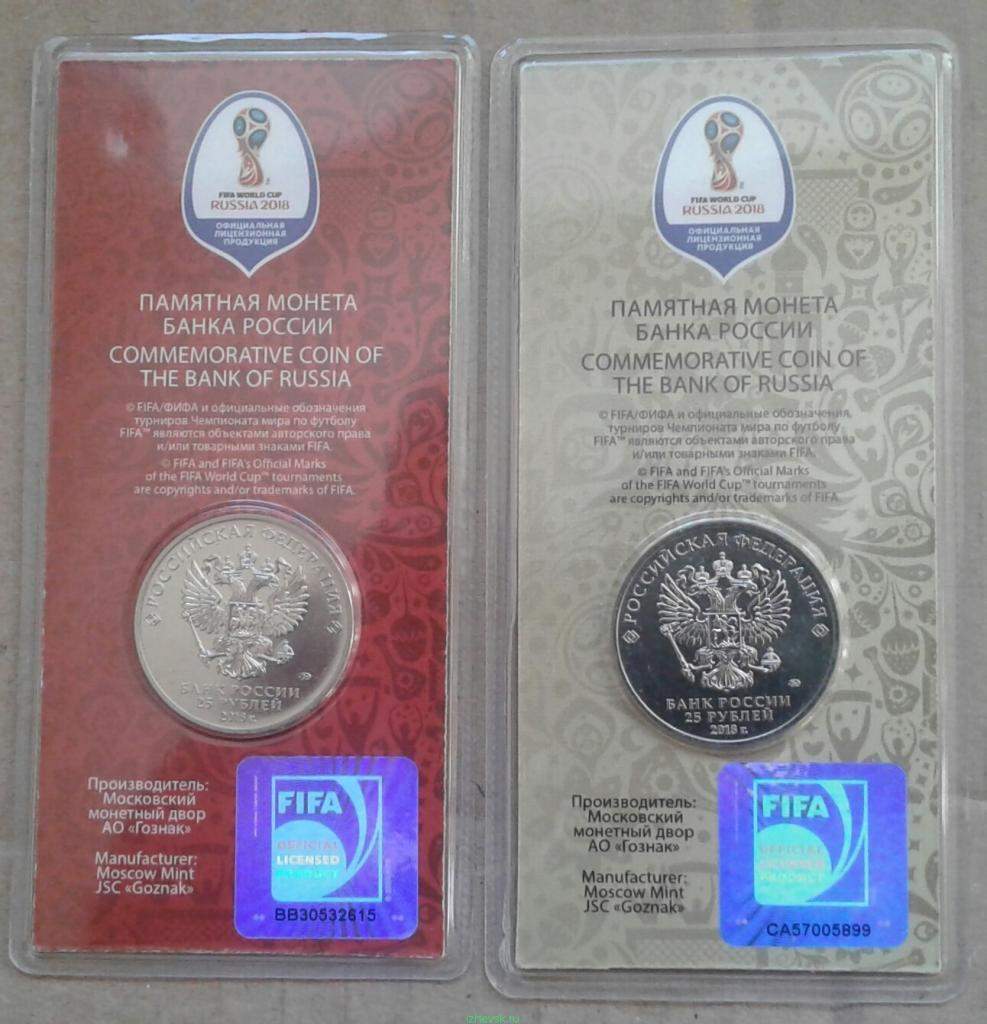 FIFA WORLD CUP
RUSSIA 2018
ОФИЦИАЛЬНАЯ
ЛИЦЕНЗИОННАЯ
ПРОДУКЦИЯ
ПАМЯТНАЯ МОНЕТА
БАНКА РОССИИ
COMMEMORATIVE COIN OF
THE BANK OF RUSSIA
© FIFA/ФИФА и официальные обозначения
турниров Чемпионата мира по футболу
FIFA™ являются объектами авторского права
и/или товарными знаками FIFA.
© FIFA and FIFA's Official Marks
of the FIFA World Cup™ tournaments
are copyrights and/or trademarks of FIFA.
РОССИЙСКАЯ ФЕДЕРАЦИЯ
БАНК РОССИИ
25 РУБЛЕЙ
2018 г.
Производитель:
Московский
монетный двор
АО «Гознак»
Manufacturer:
Moscow Mint
JSC «Goznak»
FIFA
OFFICIAL
LICENSED
PRODUCT
BB30532615
FIFA WORLD CUP
RUSSIA 2018
ОФИЦИАЛЬНАЯ
ЛИЦЕНЗИОННАЯ
ПРОДУКЦИЯ
ПАМЯТНАЯ МОНЕТА
БАНКА РОССИИ
COMMEMORATIVE COIN OF
THE BANK OF RUSSIA
© FIFA/ФИФА и официальные обозначения
турниров Чемпионата мира по футболу
FIFA™ являются объектами авторского права
и/или товарными знаками FIFA.
© FIFA and FIFA's Official Marks
of the FIFA World Cup™ tournaments
are copyrights and/or trademarks of FIFA.
РОССИЙСКАЯ ФЕДЕРАЦИЯ
БАНК РОССИИ
25 РУБЛЕЙ
2018 г.
Производитель:
Московский
монетный двор
АО «Гознак»
Manufacturer:
Moscow Mint
JSC «Goznak»
FIFA
OFFICIAL
LICENSED
PRODUCT
CA57005899
izhevsk.ru